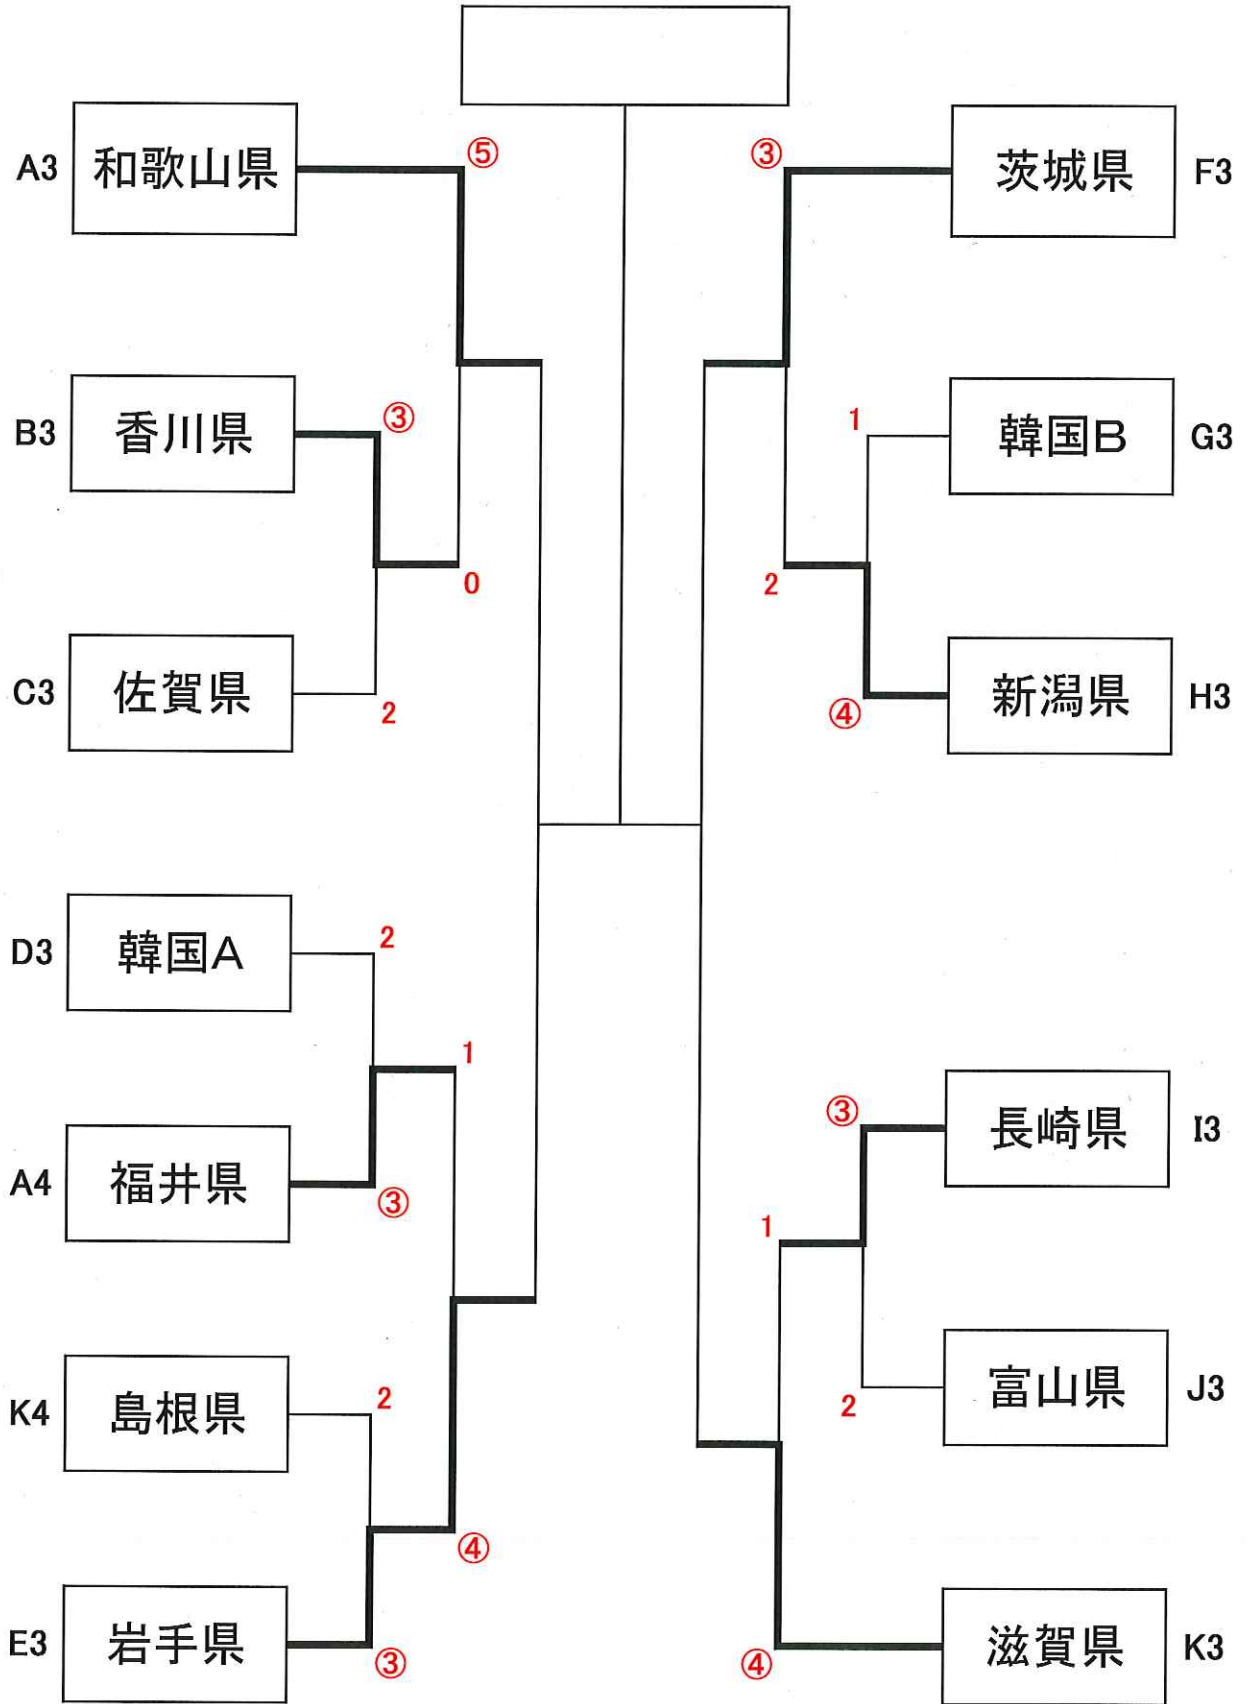 ⑤
A3 和歌山県
③
B3 香川県
0
C3 佐賀県
2
D3 韓国A
2
1
A4 福井県
③
K4 島根県
2
④
E3 岩手県
③
③
茨城県 F3
1
韓国B G3
2
新潟県 H3
④
③
長崎県 I3
1
富山県 J3
2
滋賀県 K3
④